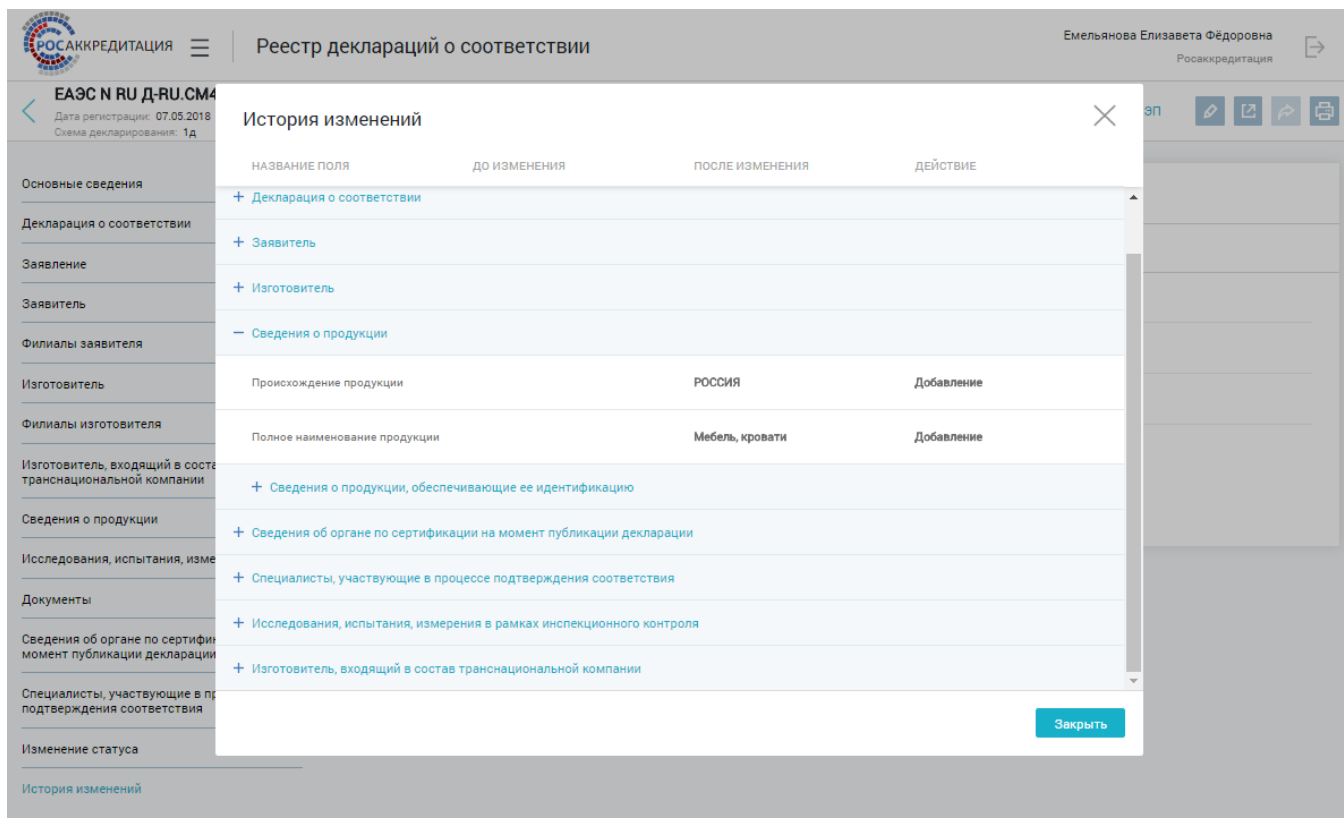 РОСАККРЕДИТАЦИЯ
Реестр деклараций о соответствии
Емельянова Елизавета Фёдоровна
Росаккредитация
ЕАЭС N RU Д-RU.СМ4
Дата регистрации: 07.05.2018
Схема декларирования: 1д
ЭП
Основные сведения
Декларация о соответствии
Заявление
Заявитель
Филиалы заявителя
Изготовитель
Филиалы изготовителя
Изготовитель, входящий в соста
транснациональной компании
Сведения о продукции
Исследования, испытания, изме
Документы
Сведения об органе по сертифи
момент публикации декларации
Специалисты, участвующие в п
подтверждения соответствия
Изменение статуса
История изменений
История изменений
НАЗВАНИЕ ПОЛЯ ДО ИЗМЕНЕНИЯ ПОСЛЕ ИЗМЕНЕНИЯ ДЕЙСТВИЕ
+ Декларация о соответствии
+ Заявитель
+ Изготовитель
− Сведения о продукции
Происхождение продукции РОССИЯ Добавление
Полное наименование продукции Мебель, кровати Добавление
+ Сведения о продукции, обеспечивающие ее идентификацию
+ Сведения об органе по сертификации на момент публикации декларации
+ Специалисты, участвующие в процессе подтверждения соответствия
+ Исследования, испытания, измерения в рамках инспекционного контроля
+ Изготовитель, входящий в состав транснациональной компании
Закрыть